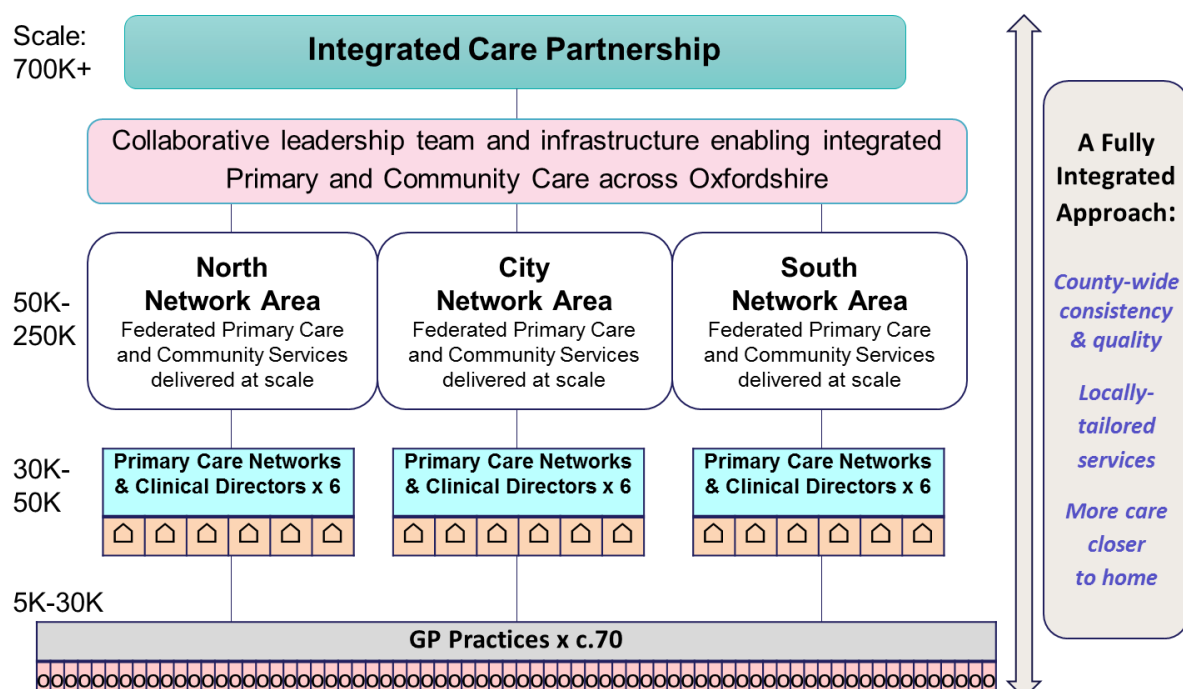 Scale:
700K+
Integrated Care Partnership
Collaborative leadership team and infrastructure enabling integrated
Primary and Community Care across Oxfordshire
50K-
250K
North
Network Area
Federated Primary Care
and Community Services
delivered at scale
City
Network Area
Federated Primary Care
and Community Services
delivered at scale
South
Network Area
Federated Primary Care
and Community Services
delivered at scale
30K-
50K
Primary Care Networks
& Clinical Directors x 6
Primary Care Networks
& Clinical Directors x 6
Primary Care Networks
& Clinical Directors x 6
5K-30K
GP Practices x c.70
A Fully
Integrated
Approach:
County-wide
consistency
& quality
Locally-
tailored
services
More care
closer
to home